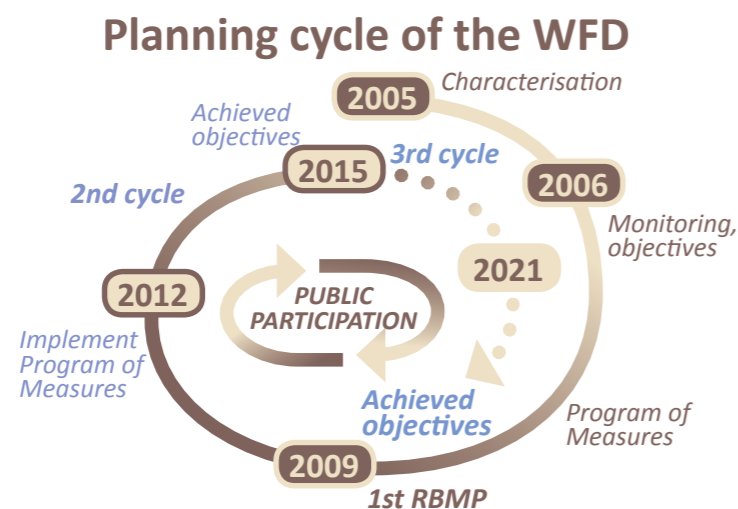 Planning cycle of the WFD
2005
Characterisation
2006
Monitoring,
objectives
Program of
Measures
2009
1st RBMP
2012
Implement
Program of
Measures
2nd cycle
2015
Achieved
objectives
3rd cycle
2021
Achieved
objectives
PUBLIC
PARTICIPATION